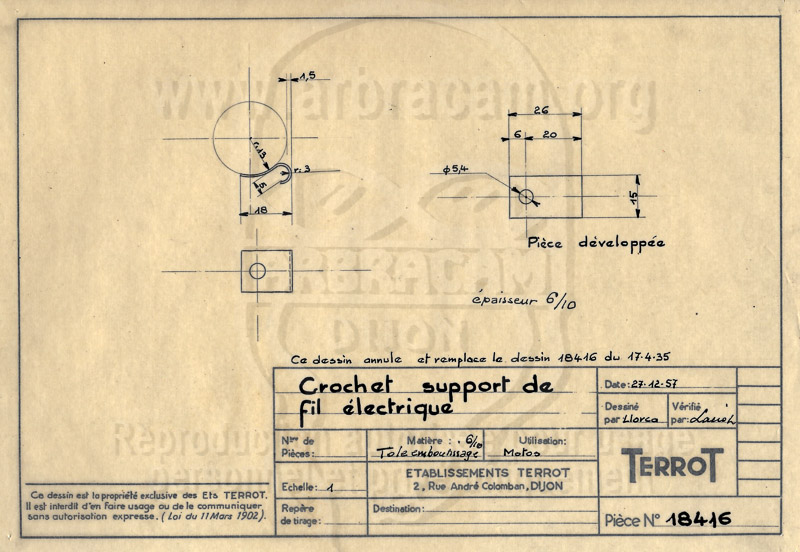 www.arbracam.org
1,5
r.13
r.3
5
18
26
6 20
ϕ5,4
15
Pièce développée
ARBRACAM
DIJON
épaisseur 6/10
Ce dessin annule et remplace le dessin 18416 du 17-4-35
Crochet support de
fil électrique
Date: 27-12-57
Dessiné
par Llorca
Vérifié
par:
Nbre de
Pièces:
Matière: 6/10
Tole emboutissage
Utilisation:
Motos
TERROT
Echelle: 1
ETABLISSEMENTS TERROT
2, Rue André Colomban, DIJON
Ce dessin est la propriété exclusive des Ets TERROT.
Il est interdit d'en faire usage ou de le communiquer
sans autorisation expresse. (Loi du 11 Mars 1902).
Repère
de tirage:
Destination:
Pièce N° 18416